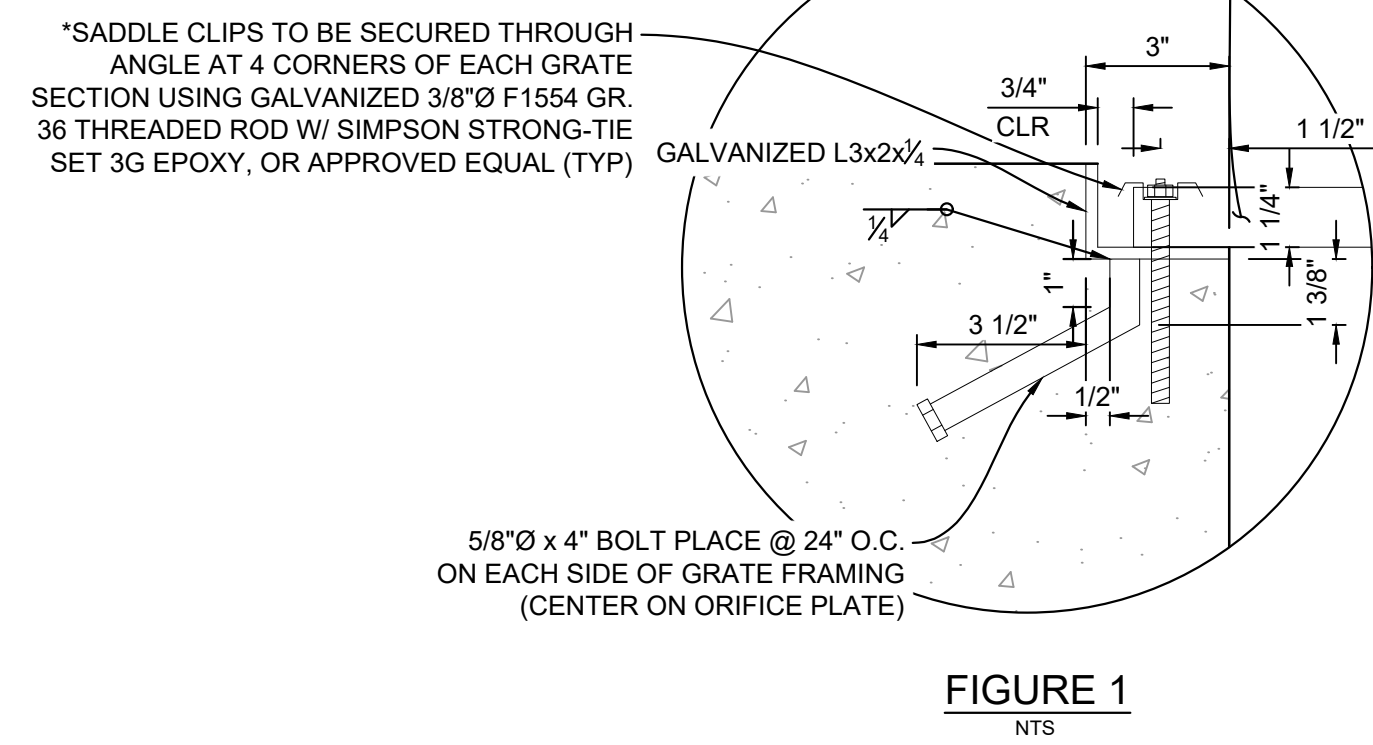 *SADDLE CLIPS TO BE SECURED THROUGH
ANGLE AT 4 CORNERS OF EACH GRATE
SECTION USING GALVANIZED 3/8"Ø F1554 GR.
36 THREADED ROD W/ SIMPSON STRONG-TIE
SET 3G EPOXY, OR APPROVED EQUAL (TYP)
3"
3/4"
CLR
1 1/2"
GALVANIZED L3x2x1/4
1/4
1 1/4"
1"
1 3/8"
3 1/2"
1/2"
5/8"Ø x 4" BOLT PLACE @ 24" O.C.
ON EACH SIDE OF GRATE FRAMING
(CENTER ON ORIFICE PLATE)
FIGURE 1
NTS